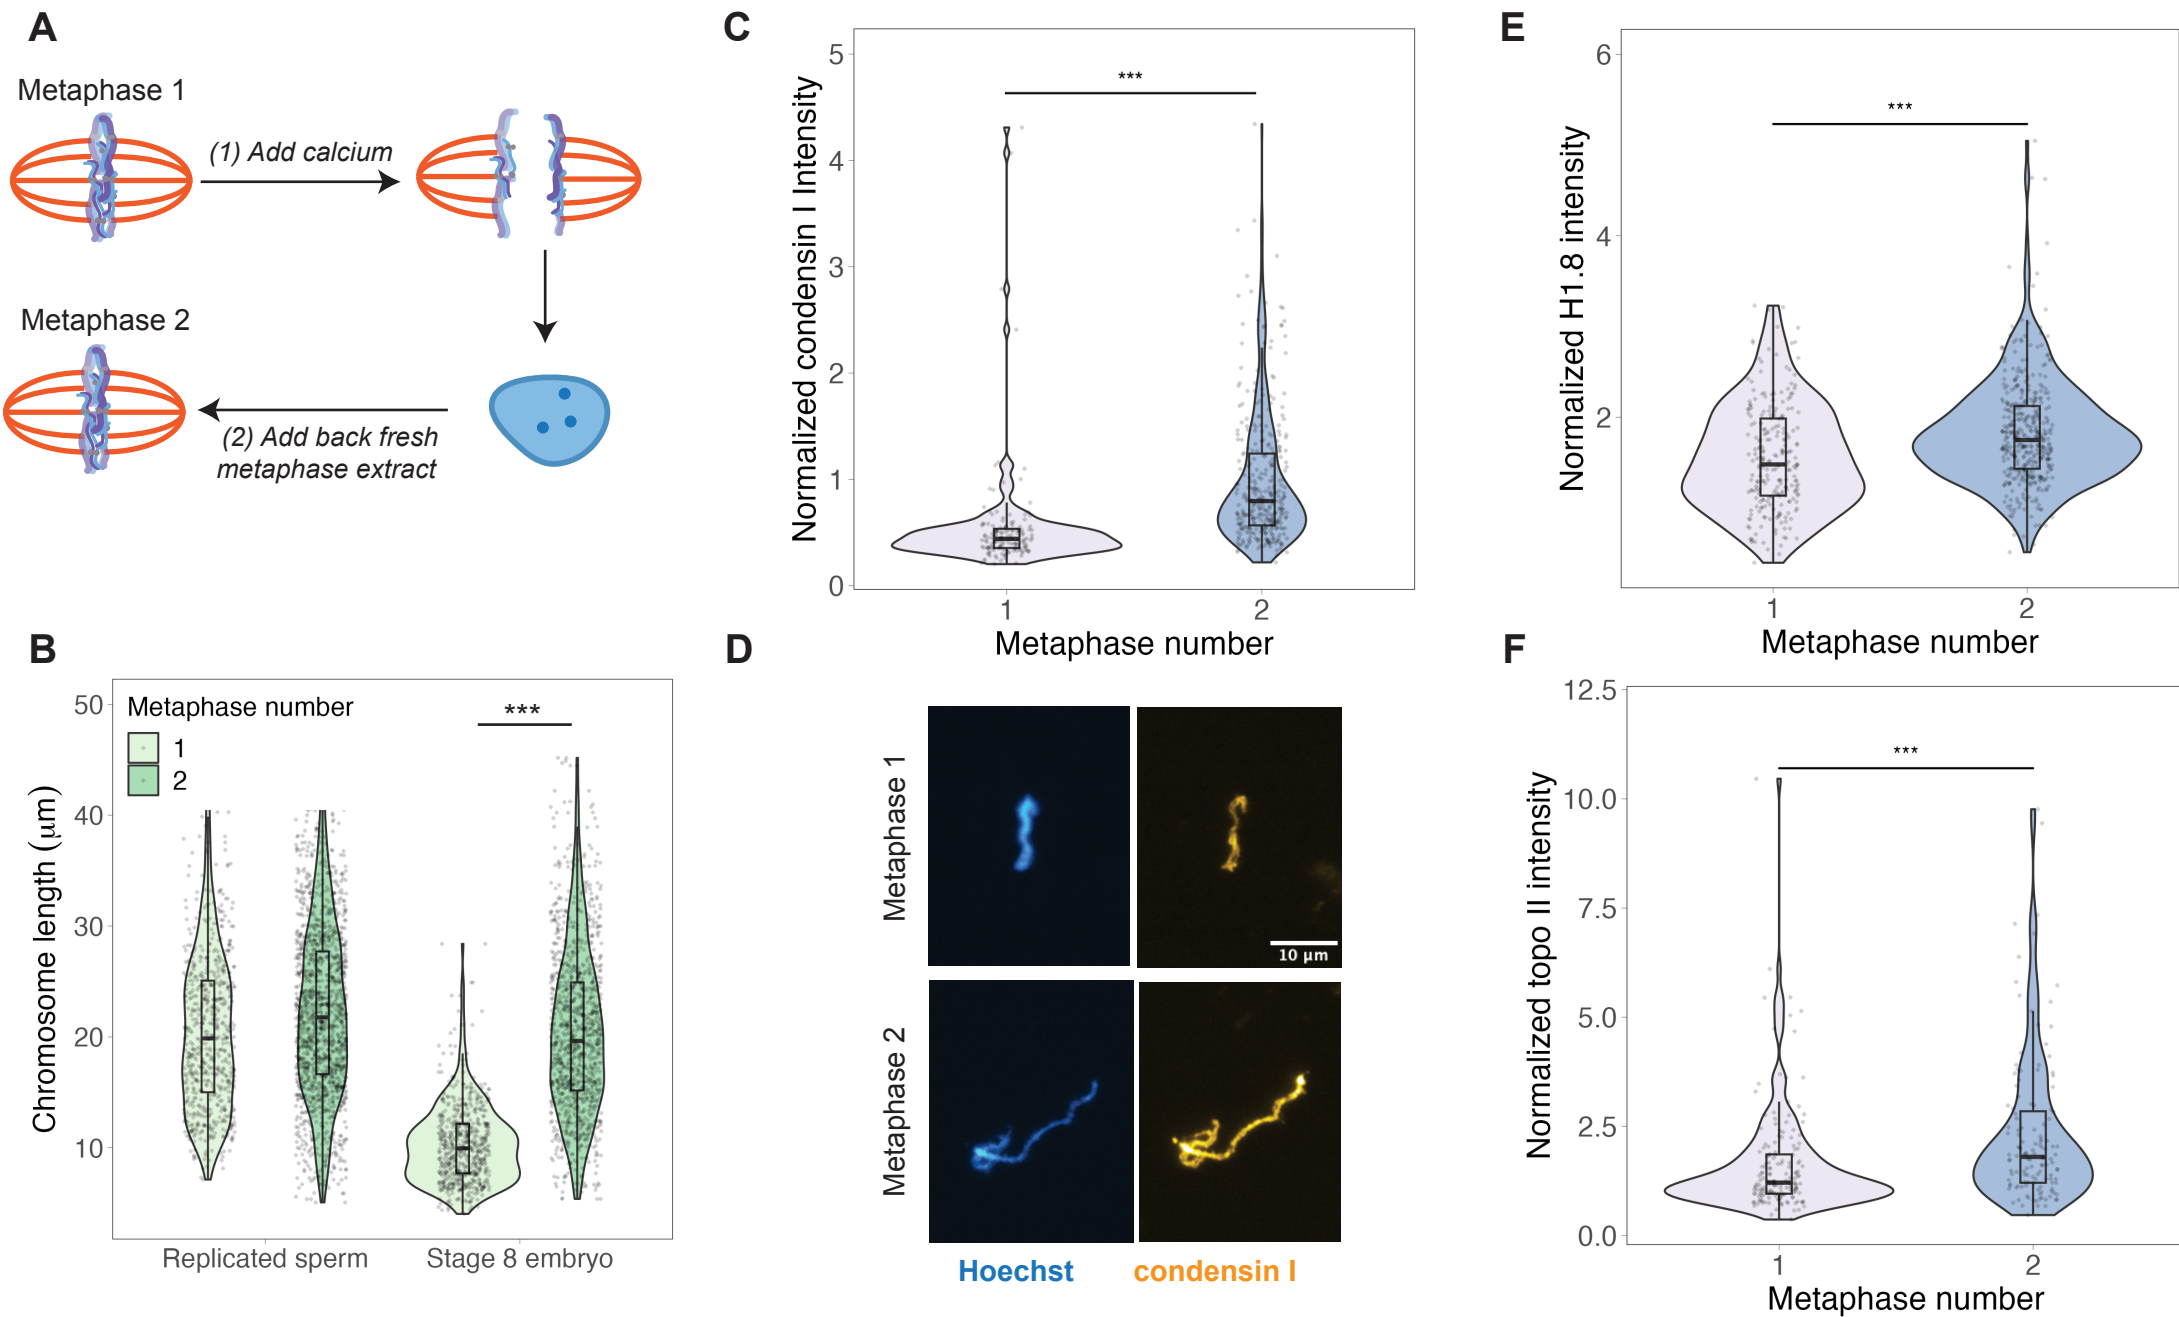 A
Metaphase 1
(1) Add calcium
Metaphase 2
(2) Add back fresh
metaphase extract
B
Chromosome length (μm)
50
40
30
20
10
Metaphase number
1
2
***
Replicated sperm
Stage 8 embryo
C
Normalized condensin I Intensity
5
4
3
2
1
0
***
1
2
Metaphase number
D
Metaphase 1
10 μm
Metaphase 2
Hoechst
condensin I
E
Normalized H1.8 intensity
6
4
2
***
1
2
Metaphase number
F
Normalized topo II intensity
12.5
10.0
7.5
5.0
2.5
0.0
***
1
2
Metaphase number